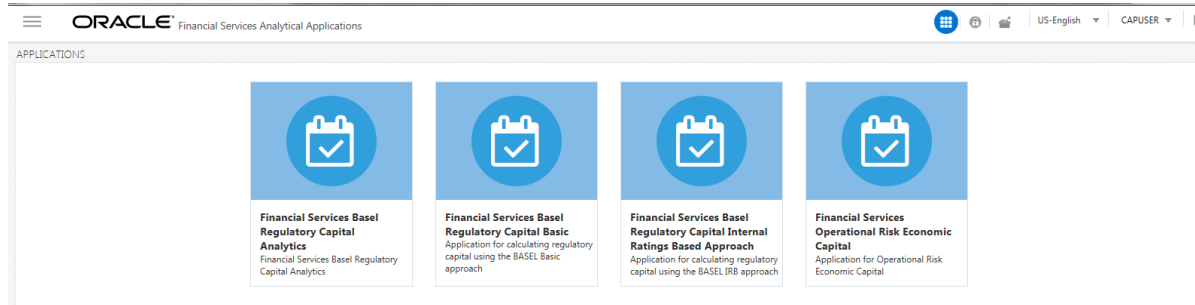 ORACLE® Financial Services Analytical Applications
US-English
CAPUSER
APPLICATIONS
Financial Services Basel
Regulatory Capital
Analytics
Financial Services Basel Regulatory
Capital Analytics
Financial Services Basel
Regulatory Capital Basic
Application for calculating regulatory
capital using the BASEL Basic
approach
Financial Services Basel
Regulatory Capital Internal
Ratings Based Approach
Application for calculating regulatory
capital using the BASEL IRB approach
Financial Services
Operational Risk Economic
Capital
Application for Operational Risk
Economic Capital